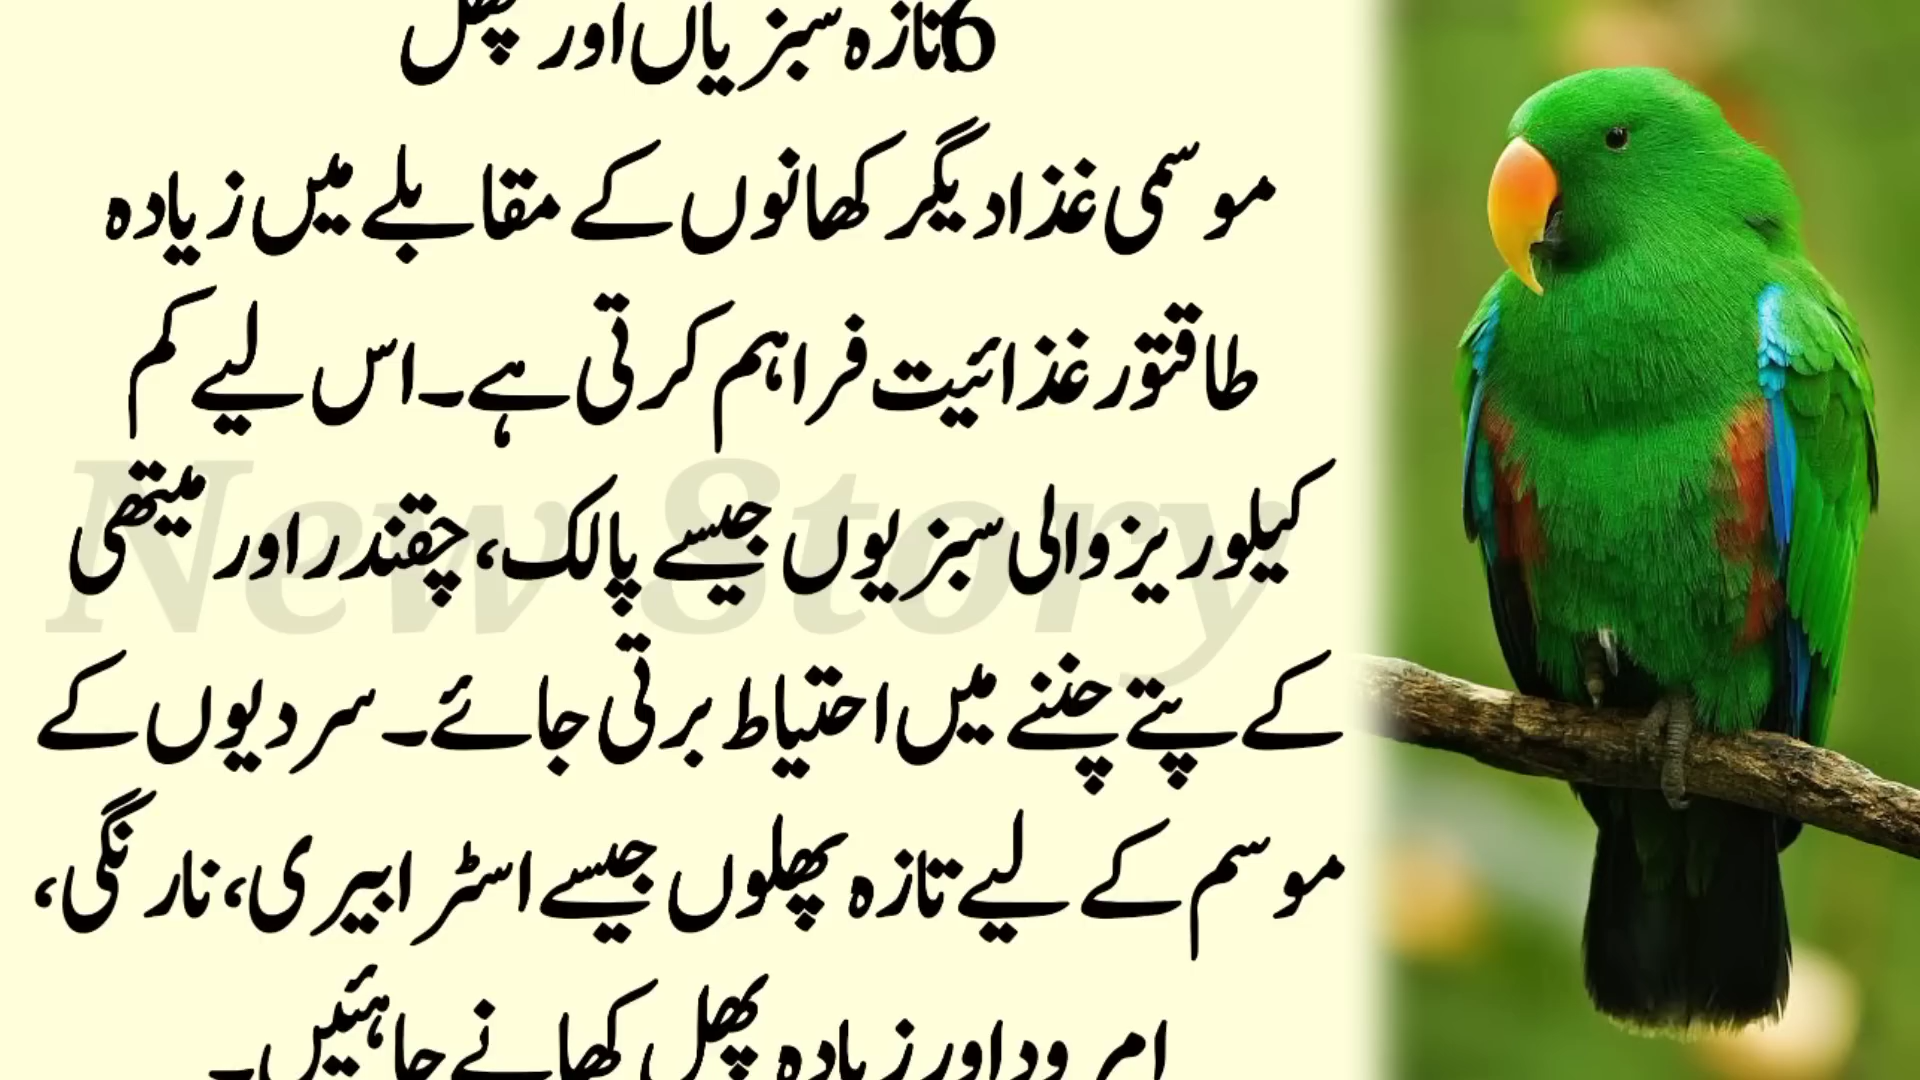 6تازہ سبزیاں اور پھل
موسمی غذا دیگر کھانوں کے مقابلے میں زیادہ
طاقتور غذائیت فراہم کرتی ہے۔ اس لیے کم
کیلوریز والی سبزیوں جیسے پالک، چقندر اور میتھی
کے پتے چننے میں احتیاط برتی جائے۔ سردیوں کے
موسم کے لیے تازہ پھلوں جیسے اسٹرابیری، نارنگی،
امرود اور زیادہ پھل کھانے چاہئیں۔
New Story